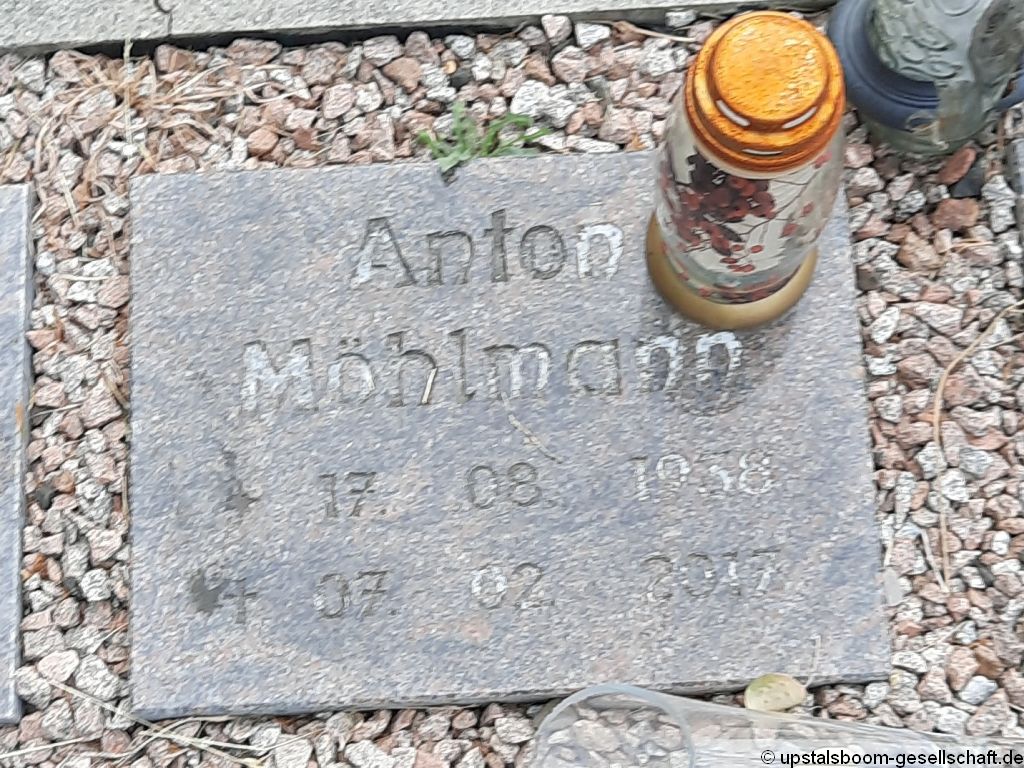 Anton
Möhlmann
17. 08. 1938
† 07. 02. 2017
© upstalsboom-gesellschaft.de